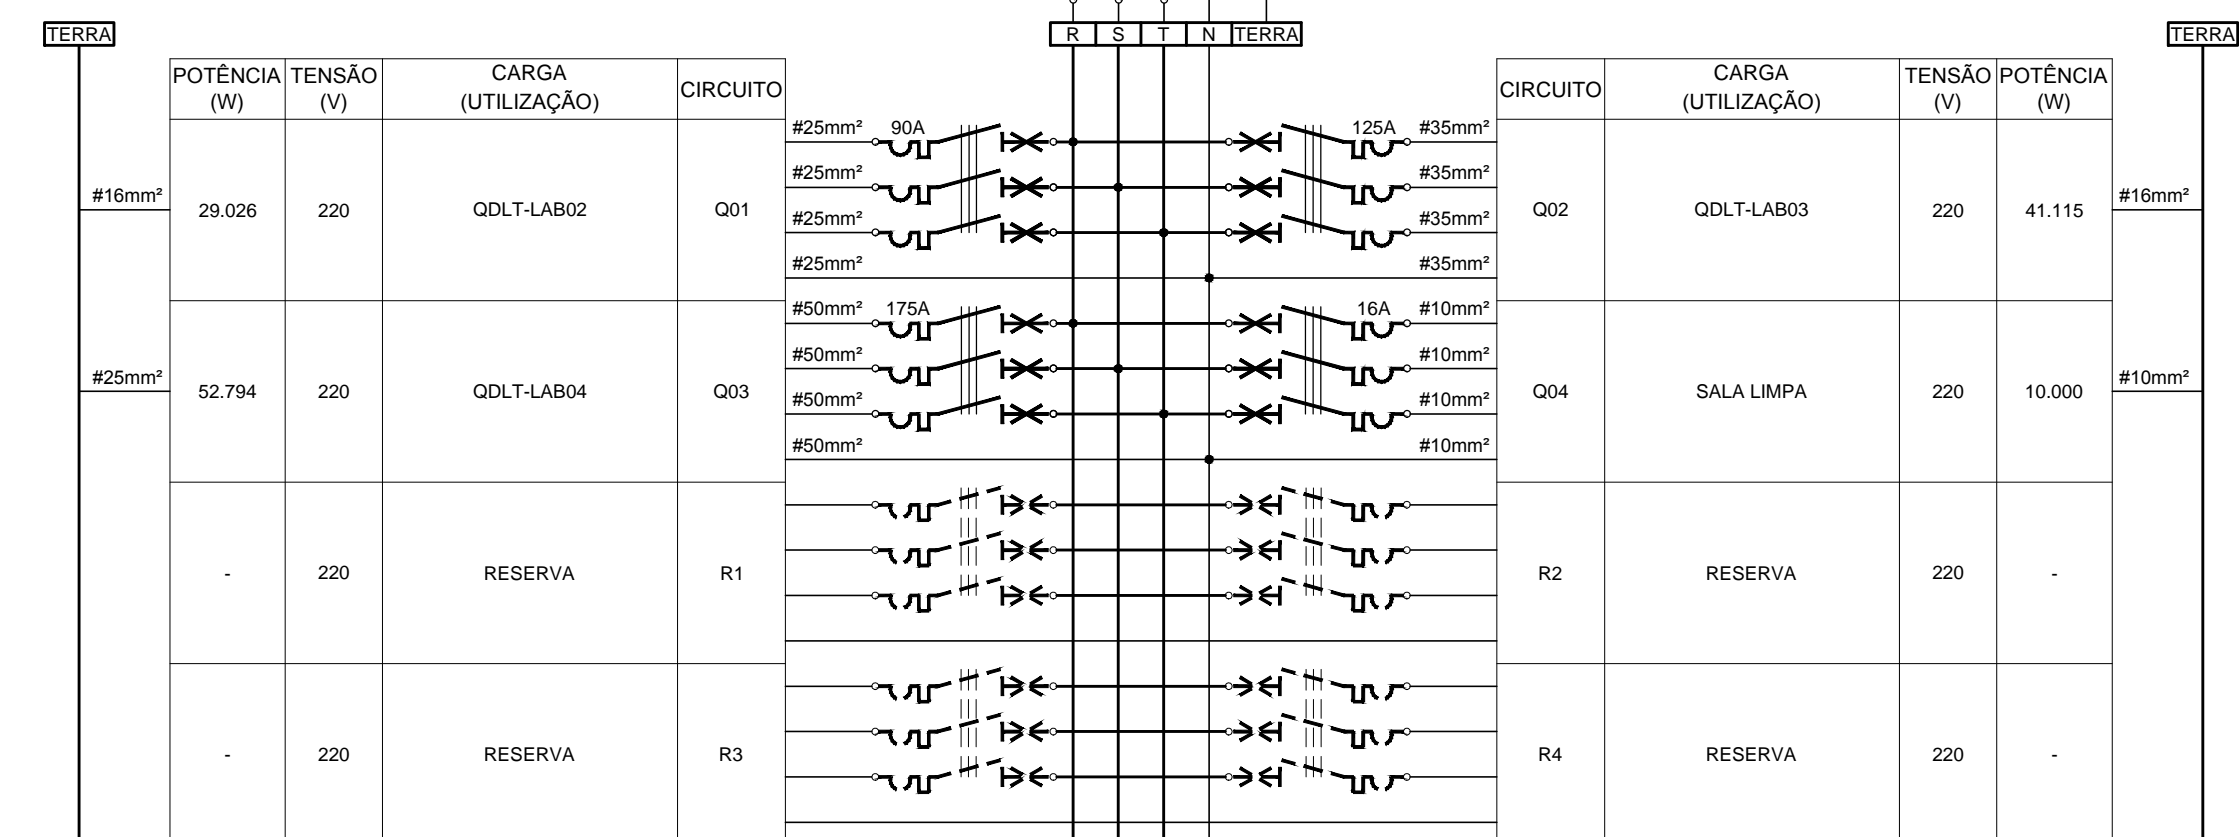 TERRA
R S T N TERRA
TERRA
POTÊNCIA (W) TENSÃO (V) CARGA (UTILIZAÇÃO) CIRCUITO
CIRCUITO CARGA (UTILIZAÇÃO) TENSÃO (V) POTÊNCIA (W)
#25mm² 90A 125A #35mm²
#25mm² #35mm²
#16mm² 29.026 220 QDLT-LAB02 Q01 Q02 QDLT-LAB03 220 41.115 #16mm²
#25mm² #35mm²
#25mm² #35mm²
#50mm² 175A 16A #10mm²
#50mm² #10mm²
#25mm² 52.794 220 QDLT-LAB04 Q03 Q04 SALA LIMPA 220 10.000 #10mm²
#50mm² #10mm²
#50mm² #10mm²
- 220 RESERVA R1 R2 RESERVA 220 -
- 220 RESERVA R3 R4 RESERVA 220 -